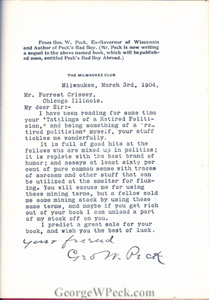 From Geo. W. Peck, Ex-Governor of Wisconsin
and Author of Peck's Bad Boy. (Mr. Peck is now writing
a sequel to the above named book, which will be published
soon, entitled Peck's Bad Boy Abroad.)
THE MILWAUKEE CLUB
Milwaukee, March 3rd, 1904.
Mr. Forrest Crissey,
Chicago Illinois.
My dear Sir:-
I have been reading for some time
your "Tattlings of a Retired Politi-
cian," and being something of a "re-
tired politician" myself, your stuff
tickles me wonderfully.
It is full of good hits at the
fellows who are mixed up in politics;
it is replete with the best brand of
humor; and assays at least sixty per
cent of pure common sense with traces
of sarcasm and other stuff that can
be utilized at the smelter for flux-
ing. You will excuse me for using
these mining terms, but a fellow sold
me some mining stock by using these
same terms, and maybe if you get rich
out of your book I can unload a part
of my stock off on you.
I predict a great sale for your
book, and wish you the best of luck.
Your friend
Geo. W. Peck
GeorgeWPeck.com